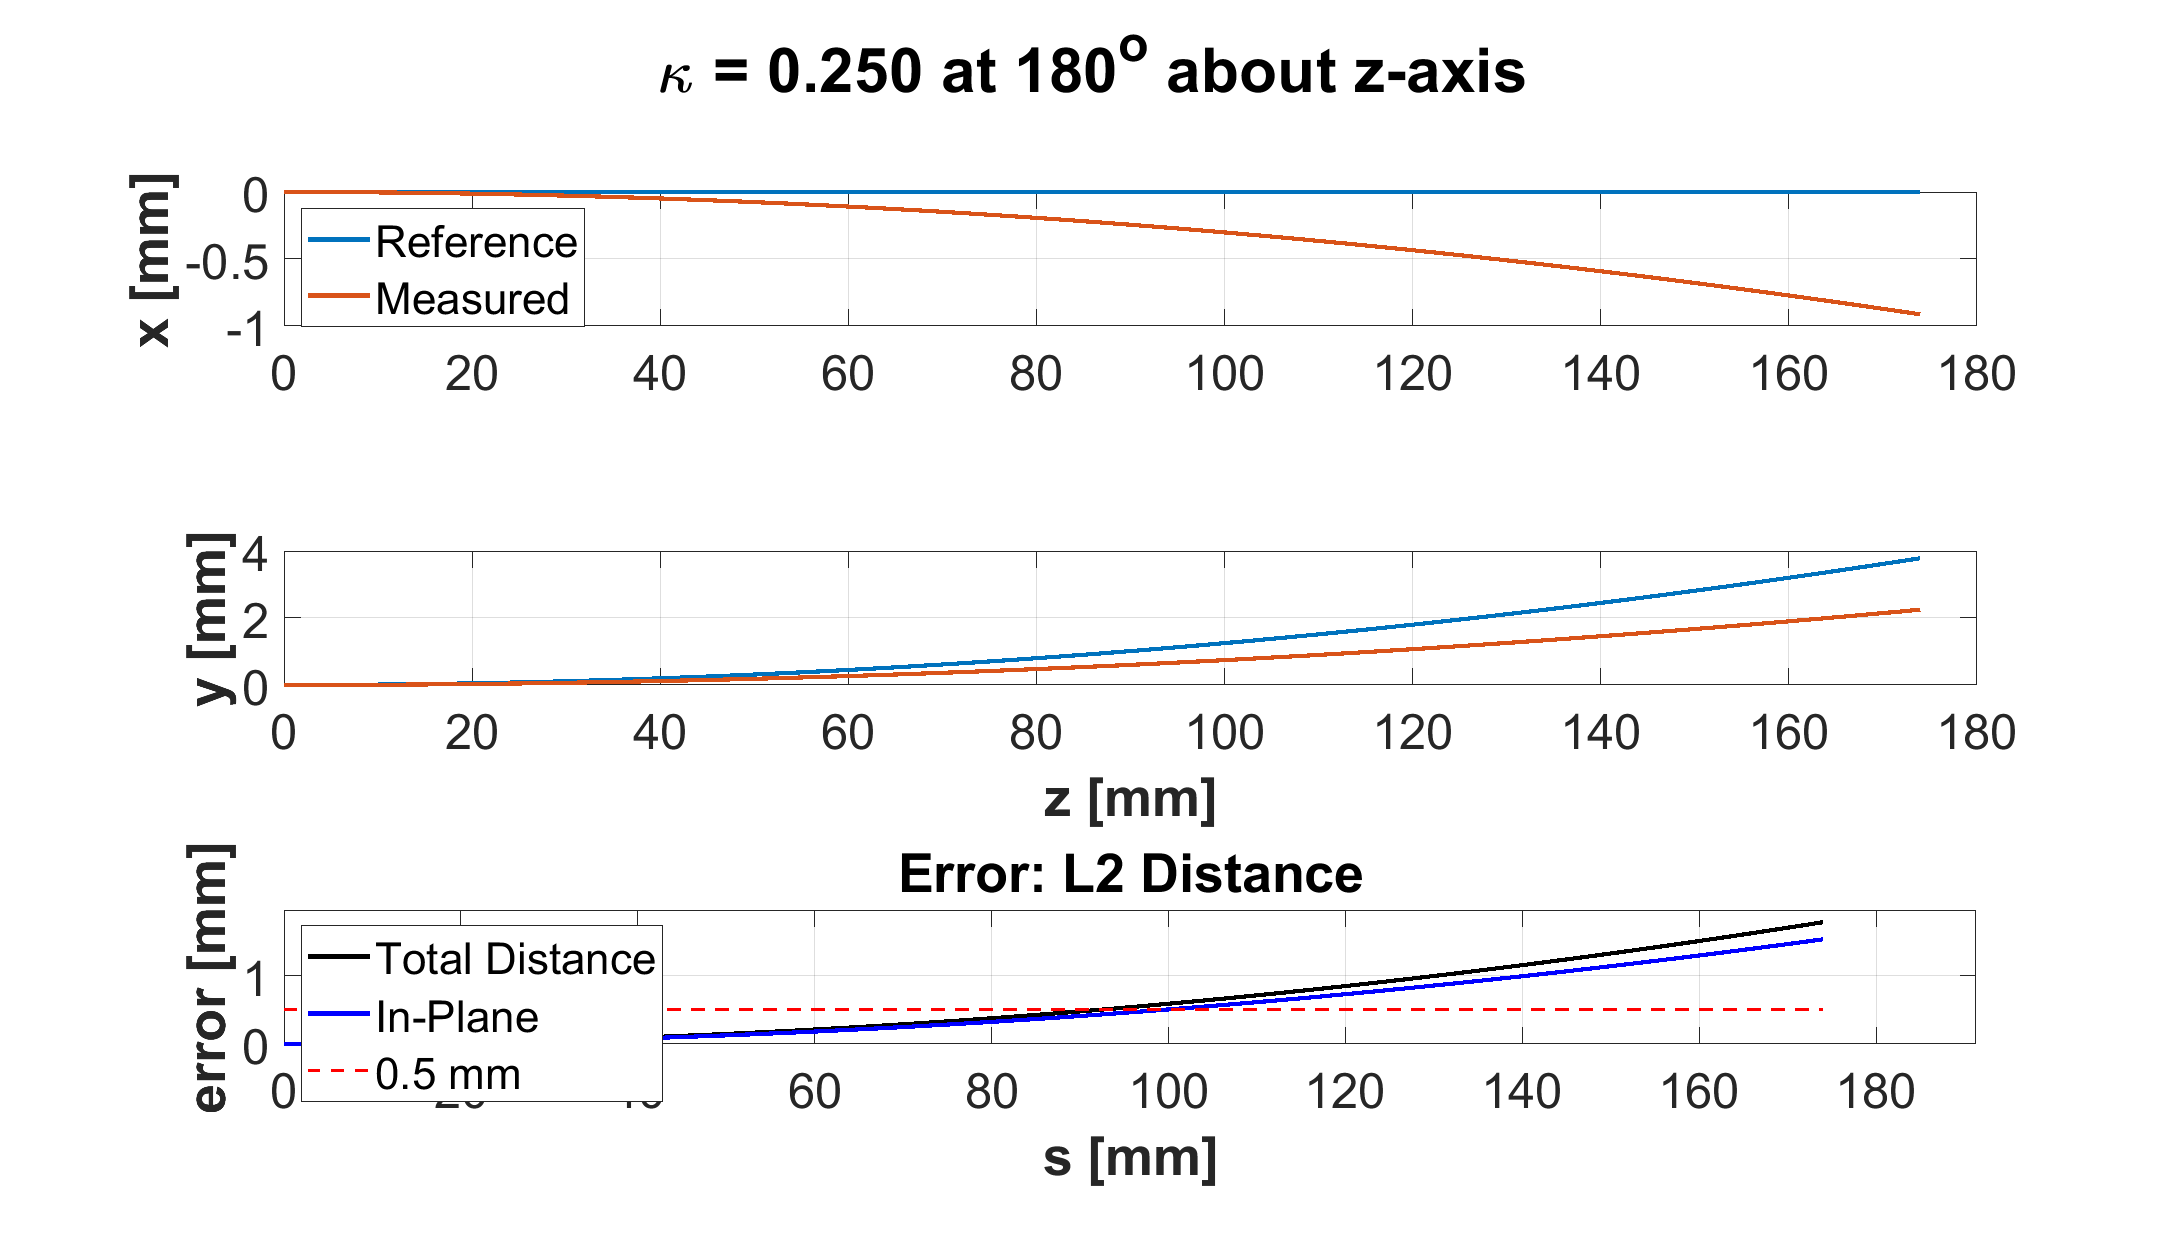 κ = 0.250 at 180° about z-axis
x [mm]
0
-0.5
-1
Reference
Measured
0 20 40 60 80 100 120 140 160 180
y [mm]
4
2
0
0 20 40 60 80 100 120 140 160 180
z [mm]
Error: L2 Distance
error [mm]
1
0
Total Distance
In-Plane
0.5 mm
0 60 80 100 120 140 160 180
s [mm]